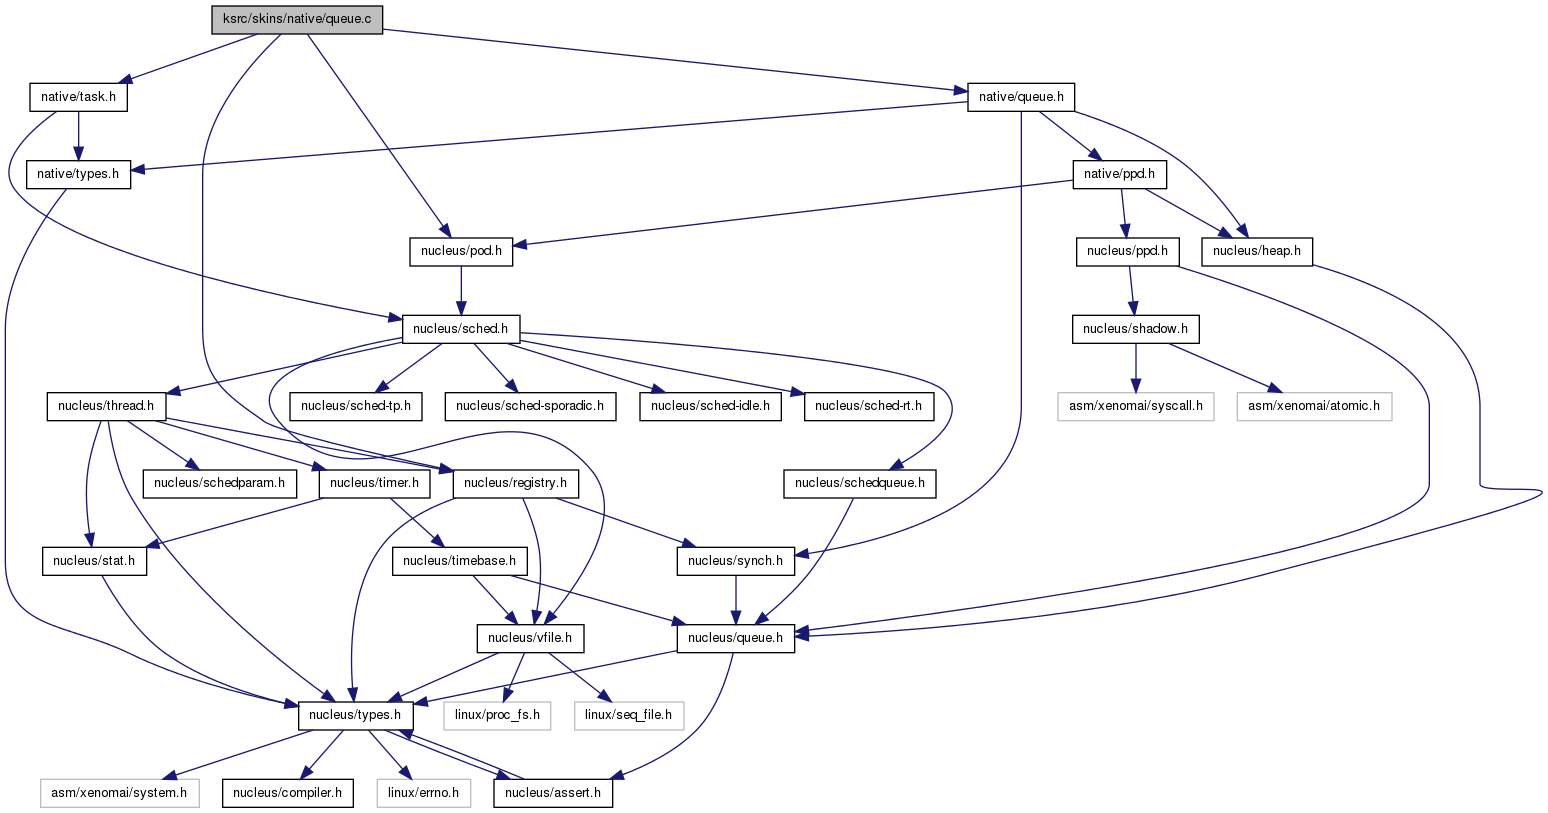 ksrc/skins/native/queue.c
native/task.h
native/queue.h
native/types.h
native/ppd.h
nucleus/pod.h
nucleus/ppd.h
nucleus/heap.h
nucleus/sched.h
nucleus/shadow.h
nucleus/thread.h
nucleus/sched-tp.h
nucleus/sched-sporadic.h
nucleus/sched-idle.h
nucleus/sched-rt.h
asm/xenomai/syscall.h
asm/xenomai/atomic.h
nucleus/schedparam.h
nucleus/timer.h
nucleus/registry.h
nucleus/schedqueue.h
nucleus/stat.h
nucleus/timebase.h
nucleus/synch.h
nucleus/vfile.h
nucleus/queue.h
nucleus/types.h
linux/proc_fs.h
linux/seq_file.h
asm/xenomai/system.h
nucleus/compiler.h
linux/errno.h
nucleus/assert.h